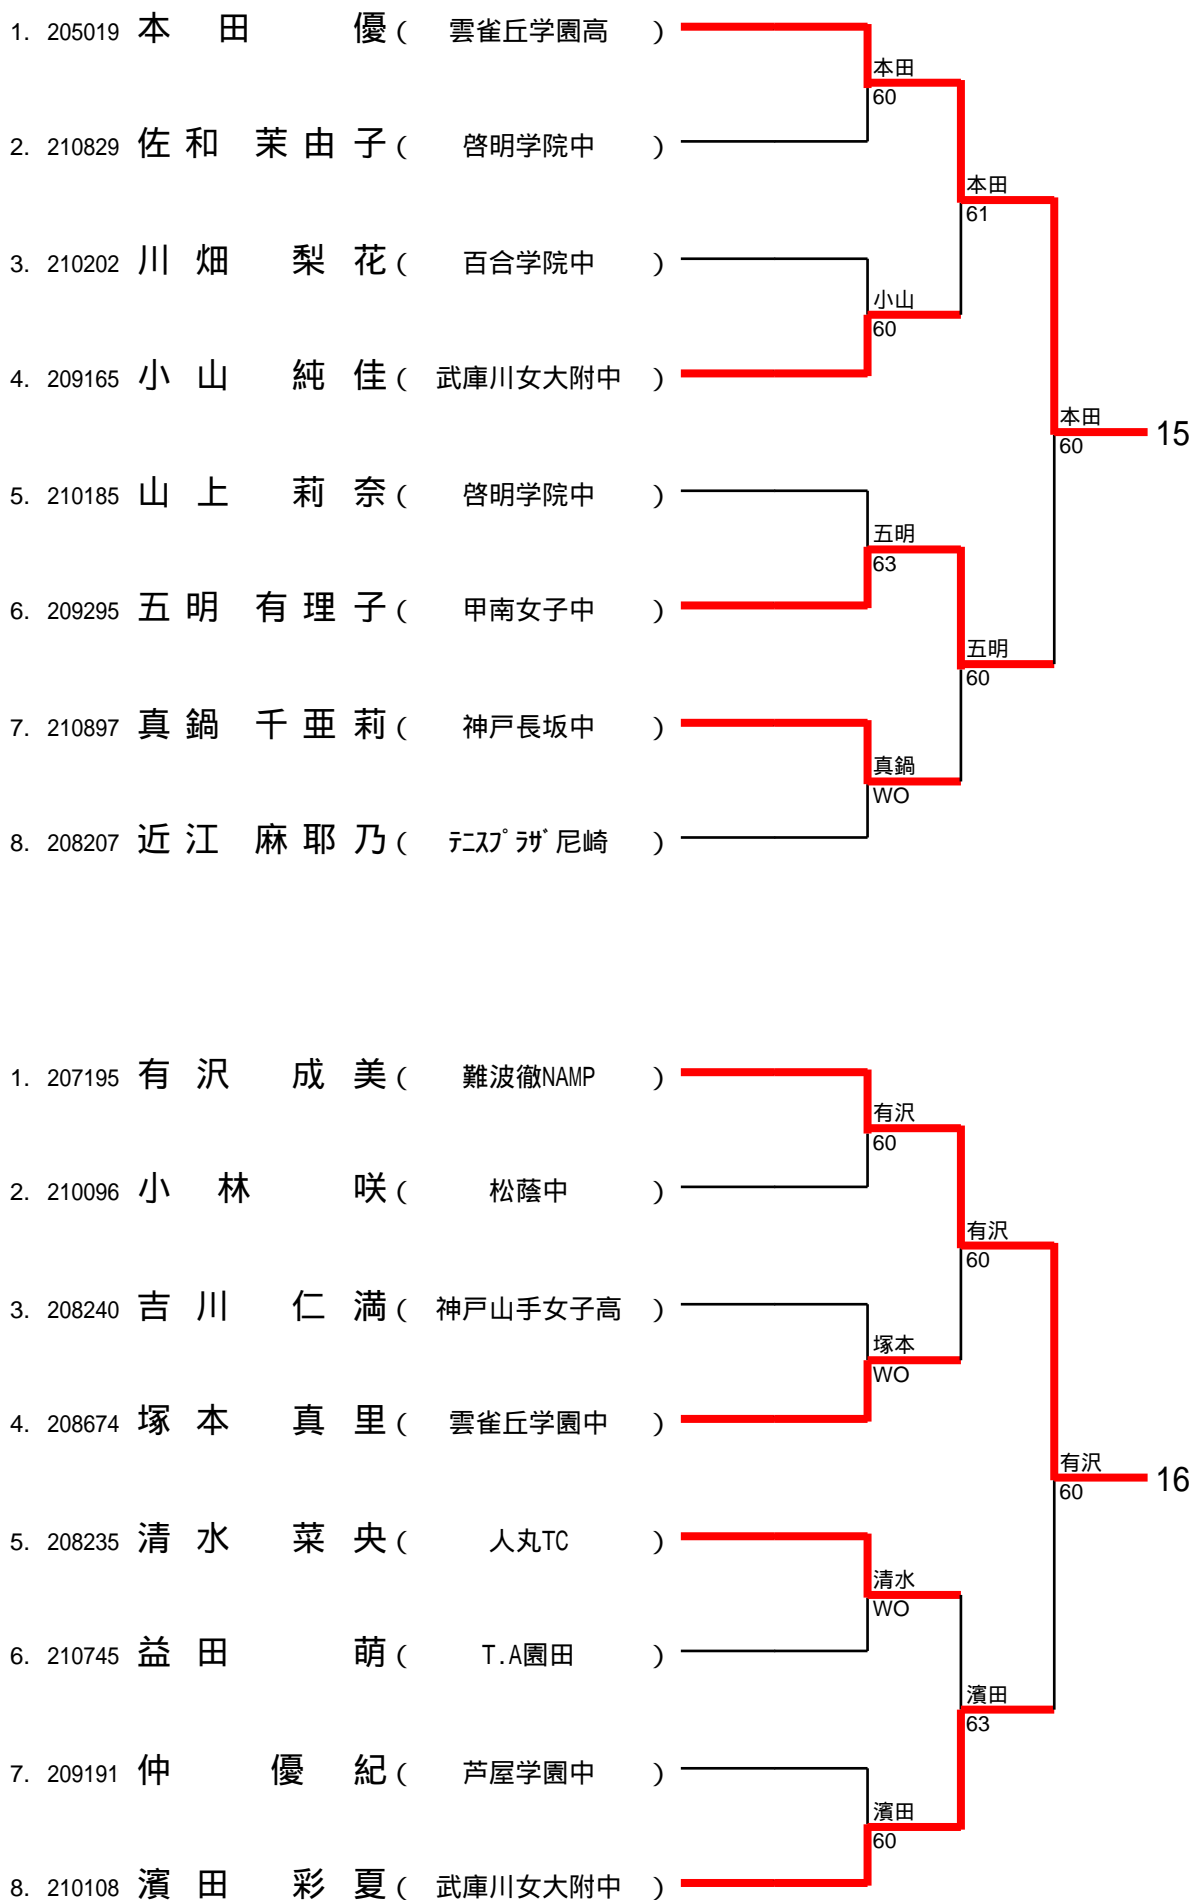 1. 205019 本田 優 ( 雲雀丘学園高 )
本田
60
2. 210829 佐和 茉由子 ( 啓明学院中 )
本田
61
3. 210202 川畑 梨花 ( 百合学院中 )
小山
60
4. 209165 小山 純佳 ( 武庫川女大附中 )
本田
60
15
5. 210185 山上 莉奈 ( 啓明学院中 )
五明
63
6. 209295 五明 有理子 ( 甲南女子中 )
五明
60
7. 210897 真鍋 千亜莉 ( 神戸長坂中 )
真鍋
WO
8. 208207 近江 麻耶乃 ( ﾃﾆｽﾌﾟﾗｻﾞ尼崎 )
1. 207195 有沢 成美 ( 難波徹NAMP )
有沢
60
2. 210096 小林 咲 ( 松蔭中 )
有沢
60
3. 208240 吉川 仁満 ( 神戸山手女子高 )
塚本
WO
4. 208674 塚本 真里 ( 雲雀丘学園中 )
有沢
60
16
5. 208235 清水 菜央 ( 人丸TC )
清水
WO
6. 210745 益田 萌 ( T.A園田 )
濱田
63
7. 209191 仲 優紀 ( 芦屋学園中 )
濱田
60
8. 210108 濱田 彩夏 ( 武庫川女大附中 )